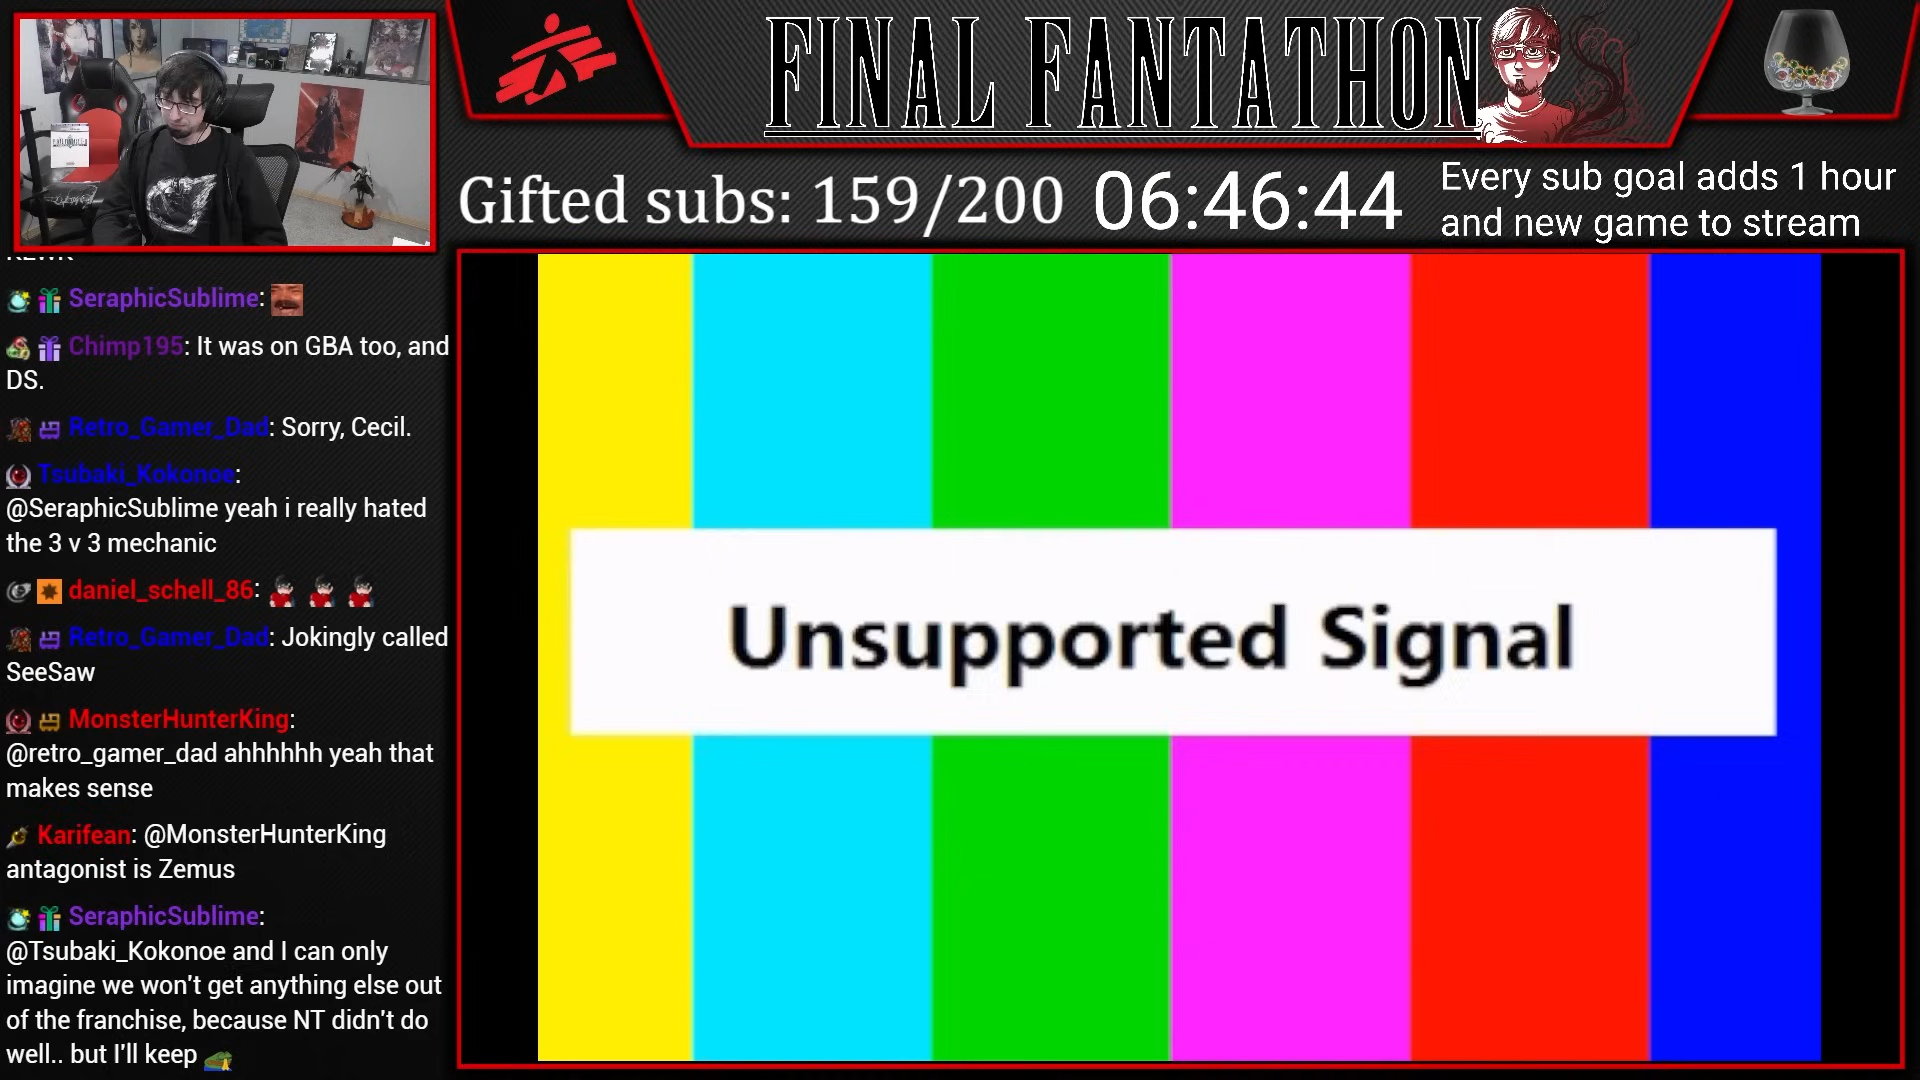 FINAL FANTATHON
Gifted subs: 159/200
06:46:44
Every sub goal adds 1 hour
and new game to stream
SeraphicSublime:
Chimp195: It was on GBA too, and
DS.
Retro_Gamer_Dad: Sorry, Cecil.
Tsubaki_Kokonoe:
@SeraphicSublime yeah i really hated
the 3 v 3 mechanic
daniel_schell_86:
Retro_Gamer_Dad: Jokingly called
SeeSaw
MonsterHunterKing:
@retro_gamer_dad ahhhhhh yeah that
makes sense
Karifean: @MonsterHunterKing
antagonist is Zemus
SeraphicSublime:
@Tsubaki_Kokonoe and I can only
imagine we won't get anything else out
of the franchise, because NT didn't do
well.. but I'll keep
Unsupported Signal